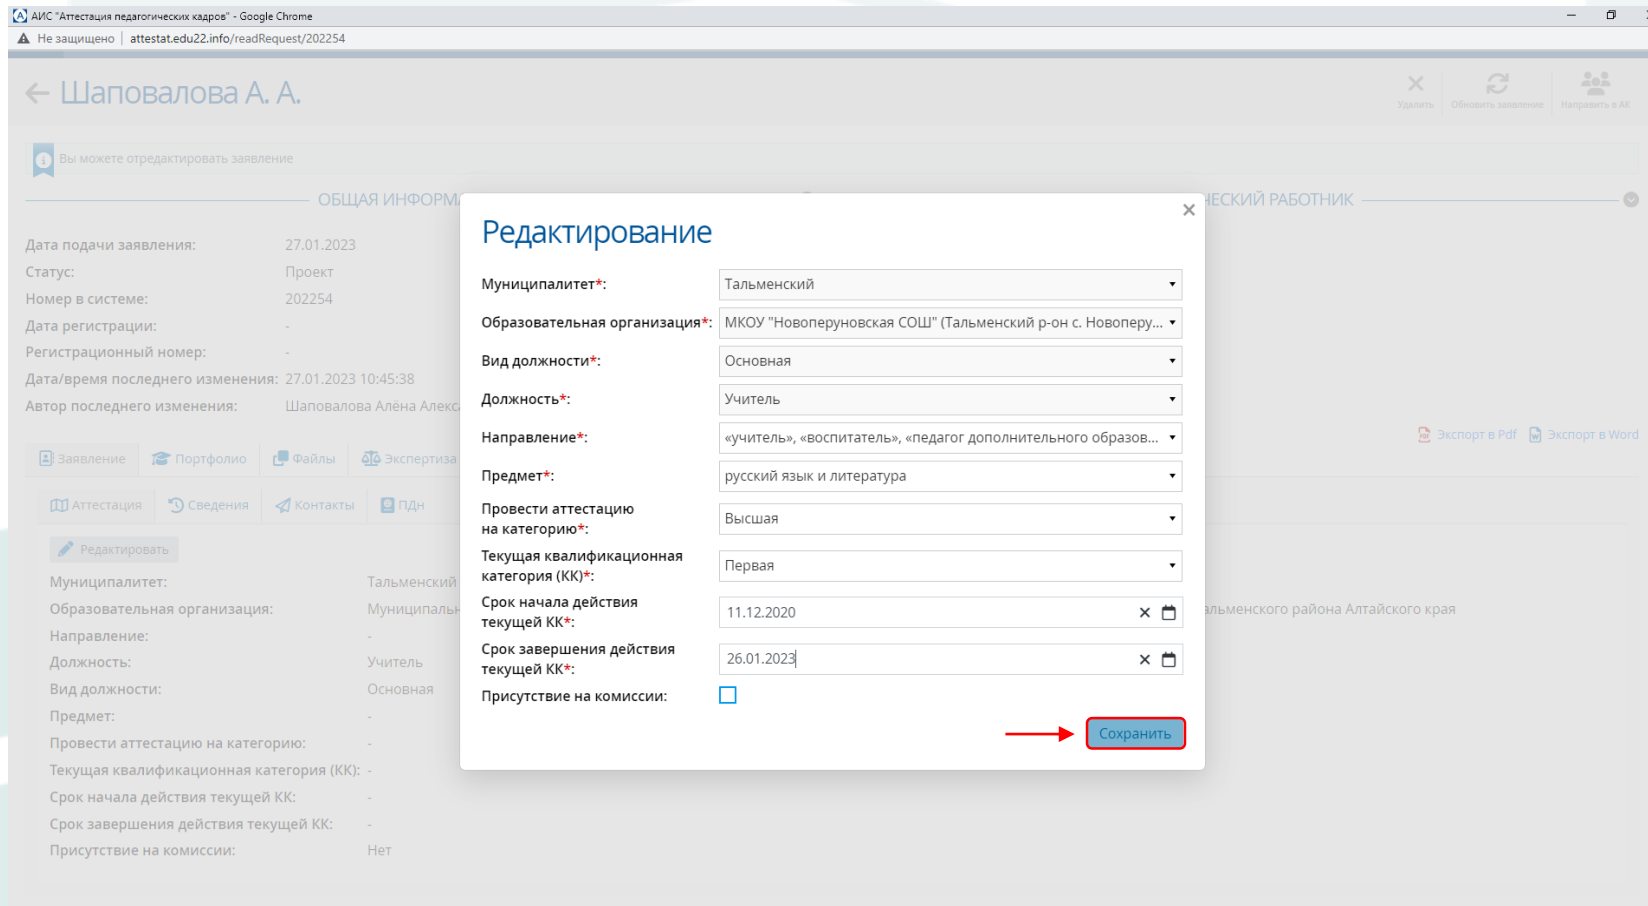 АИС "Аттестация педагогических кадров" - Google Chrome
Не защищено | attestat.edu22.info/readRequest/202254
Шаповалова А. А.
Удалить Обновить заявление Направить в АК
Вы можете отредактировать заявление
ОБЩАЯ ИНФОРМ
ЕСКИЙ РАБОТНИК
Дата подачи заявления: 27.01.2023
Статус: Проект
Номер в системе: 202254
Дата регистрации: -
Регистрационный номер: -
Дата/время последнего изменения: 27.01.2023 10:45:38
Автор последнего изменения: Шаповалова Алёна Алекс
Экспорт в Pdf Экспорт в Word
Заявление Портфолио Файлы Экспертиза
Аттестация Сведения Контакты ПДн
Редактировать
Муниципалитет: Тальменский
Образовательная организация: Муниципальн альменского района Алтайского края
Направление: -
Должность: Учитель
Вид должности: Основная
Предмет: -
Провести аттестацию на категорию: -
Текущая квалификационная категория (КК): -
Срок начала действия текущей КК: -
Срок завершения действия текущей КК: -
Присутствие на комиссии: Нет
Редактирование
Муниципалитет*: Тальменский
Образовательная организация*: МКОУ "Новоперуновская СОШ" (Тальменский р-он с. Новоперу...
Вид должности*: Основная
Должность*: Учитель
Направление*: «учитель», «воспитатель», «педагог дополнительного образов...
Предмет*: русский язык и литература
Провести аттестацию
на категорию*: Высшая
Текущая квалификационная
категория (КК)*: Первая
Срок начала действия
текущей КК*: 11.12.2020
Срок завершения действия
текущей КК*: 26.01.2023
Присутствие на комиссии:
Сохранить